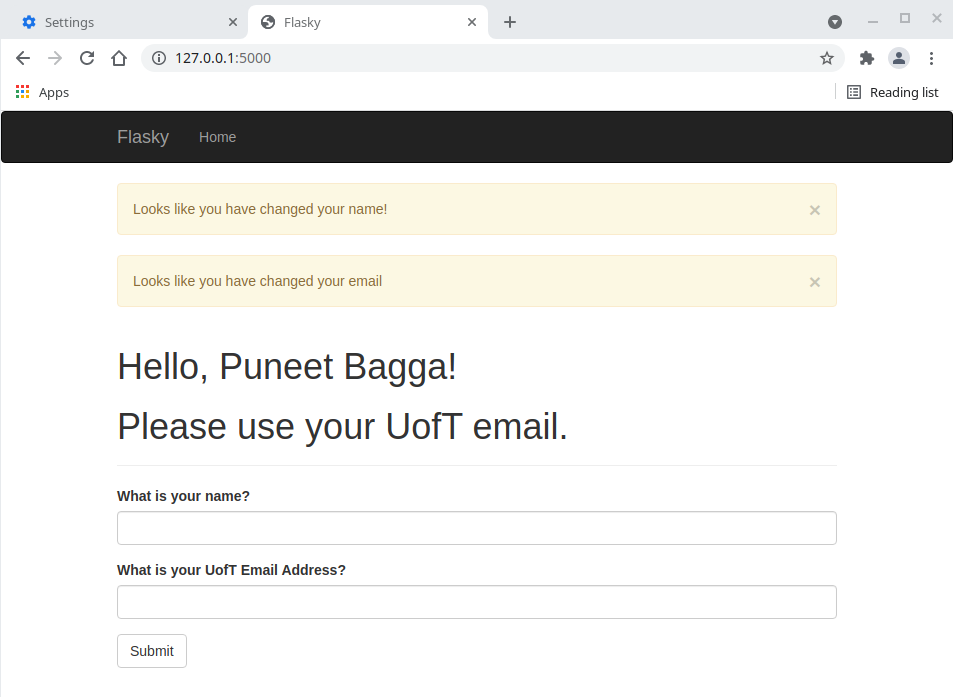 Settings
Flasky
127.0.0.1:5000
Apps
Reading list
Flasky Home
Looks like you have changed your name! ×
Looks like you have changed your email ×
Hello, Puneet Bagga!
Please use your UofT email.
What is your name?
What is your UofT Email Address?
Submit